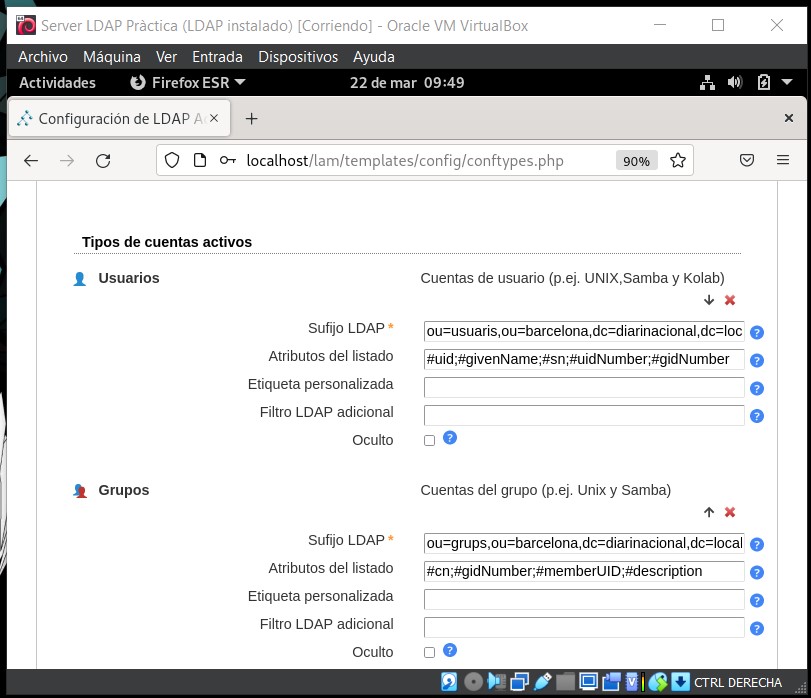 Server LDAP Pràctica (LDAP instalado) [Corriendo] - Oracle VM VirtualBox
Archivo Máquina Ver Entrada Dispositivos Ayuda
Actividades Firefox ESR 22 de mar 09:49
Configuración de LDAP A
localhost/lam/templates/config/conftypes.php 90%
Tipos de cuentas activos
Usuarios Cuentas de usuario (p.ej. UNIX,Samba y Kolab)
Sufijo LDAP * ou=usuaris,ou=barcelona,dc=diarinacional,dc=loc
Atributos del listado #uid;#givenName;#sn;#uidNumber;#gidNumber
Etiqueta personalizada
Filtro LDAP adicional
Oculto
Grupos Cuentas del grupo (p.ej. Unix y Samba)
Sufijo LDAP * ou=grups,ou=barcelona,dc=diarinacional,dc=local
Atributos del listado #cn;#gidNumber;#memberUID;#description
Etiqueta personalizada
Filtro LDAP adicional
Oculto
CTRL DERECHA